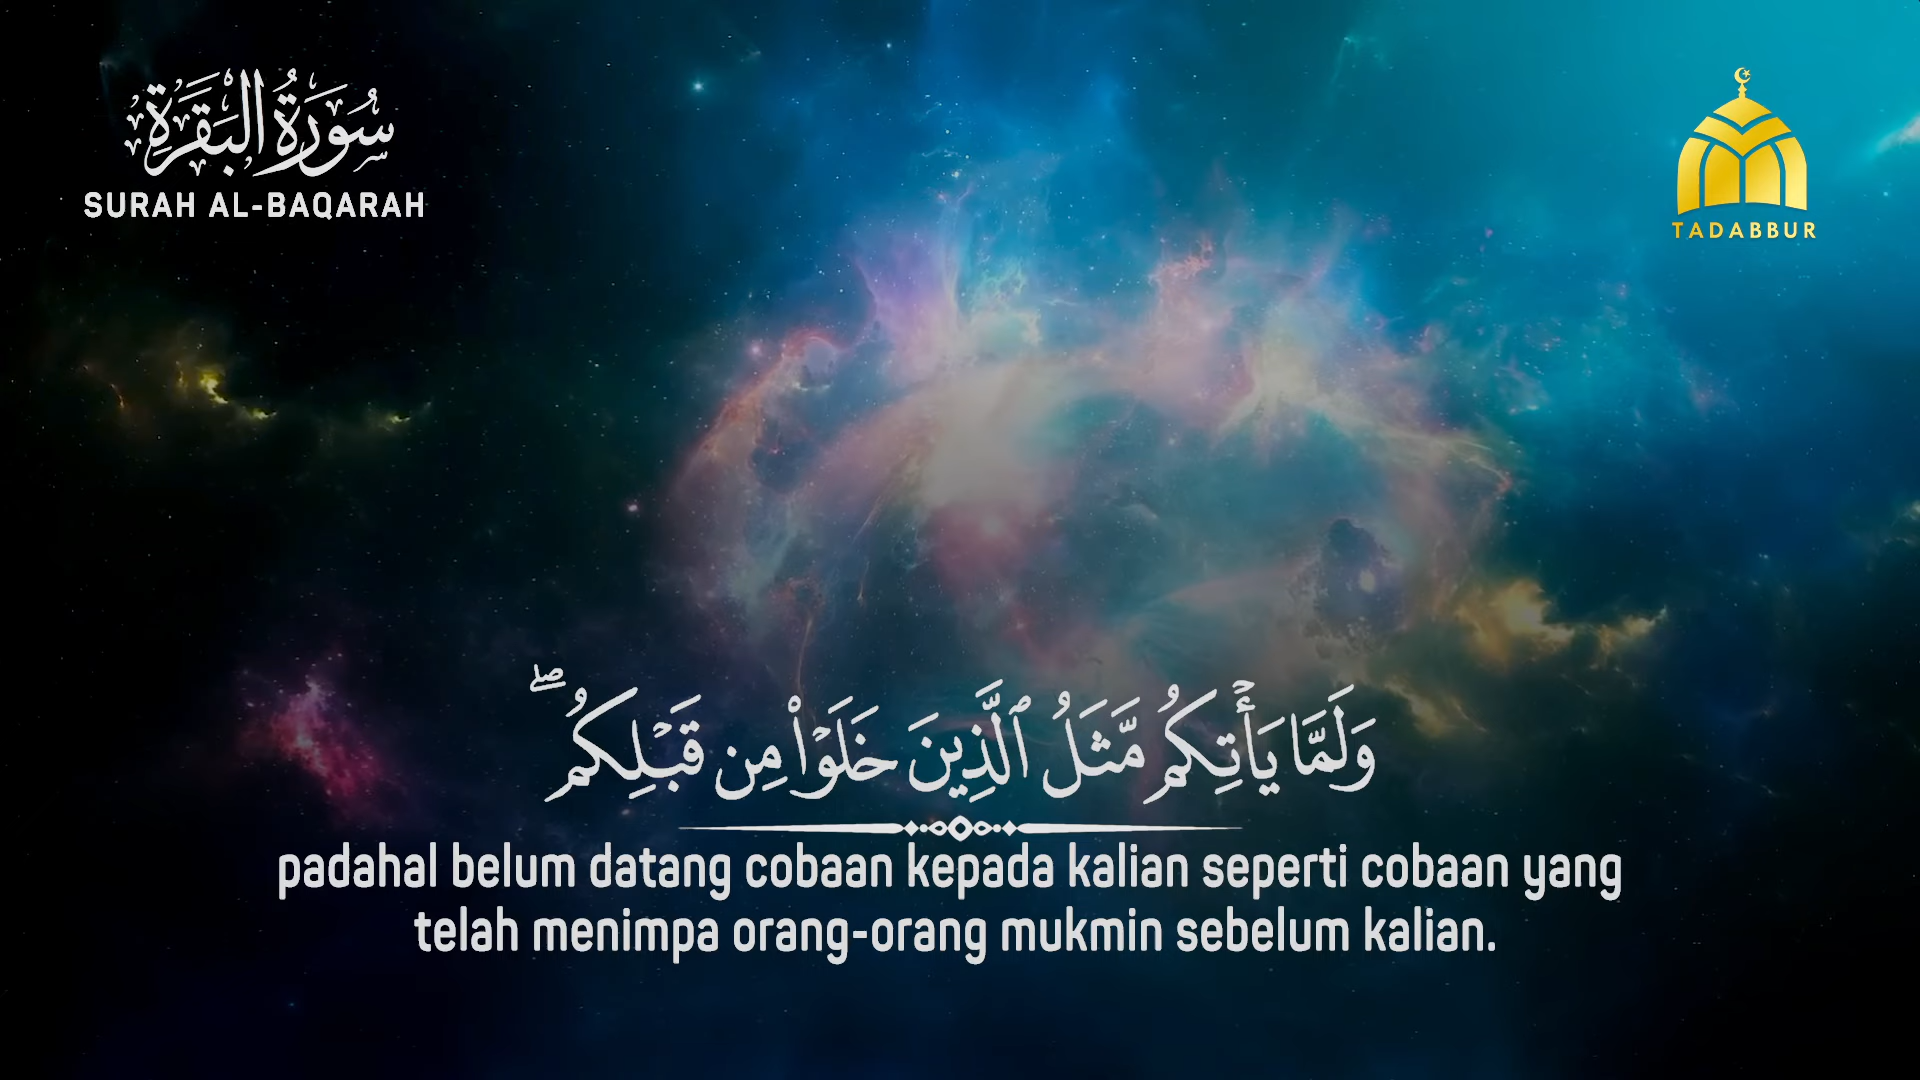 سُورَةُ الْبَقَرَةِ
SURAH AL-BAQARAH
TADABBUR
وَلَمَّا يَأۡتِكُم مَّثَلُ ٱلَّذِينَ خَلَوۡاْ مِن قَبۡلِكُمۖ
padahal belum datang cobaan kepada kalian seperti cobaan yang
telah menimpa orang-orang mukmin sebelum kalian.